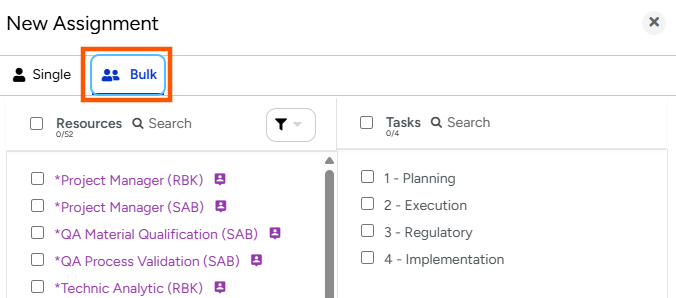 New Assignment
Single
Bulk
Resources
Search
0/52
Tasks
Search
0/4
*Project Manager (RBK)
*Project Manager (SAB)
*QA Material Qualification (SAB)
*QA Process Validation (SAB)
*Technic Analytic (RBK)
1 - Planning
2 - Execution
3 - Regulatory
4 - Implementation